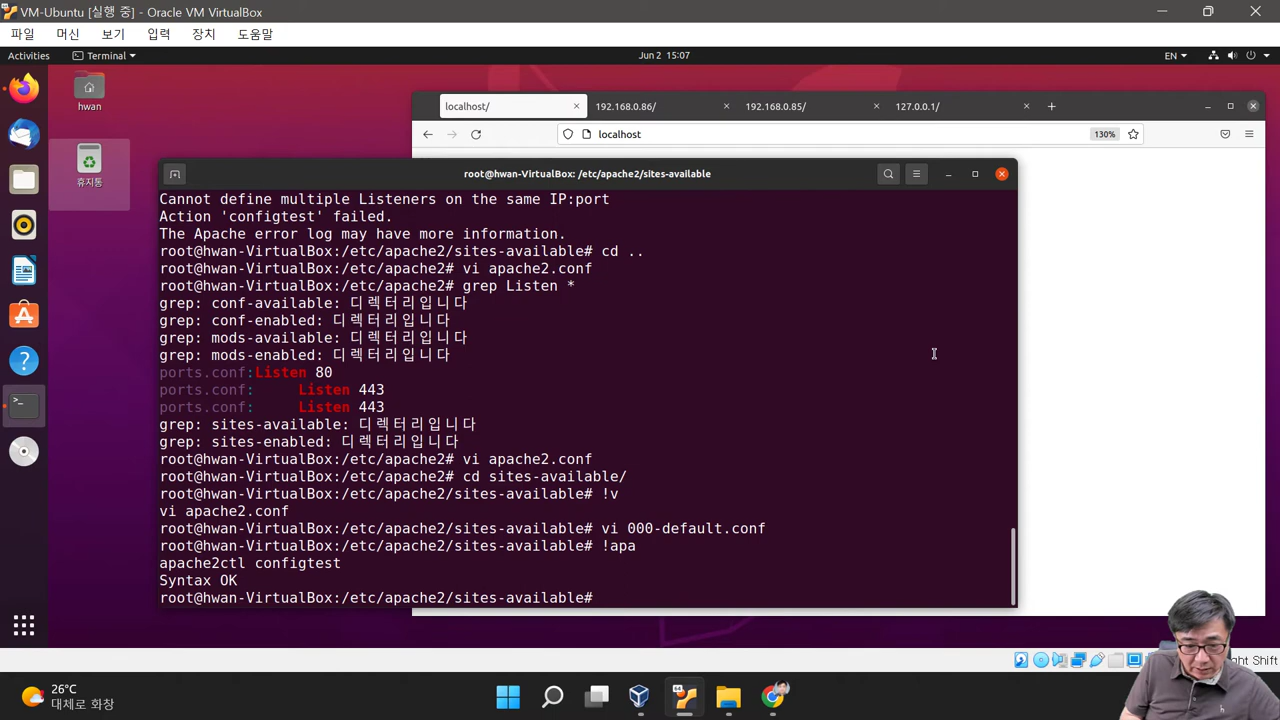 VM-Ubuntu [실행 중] - Oracle VM VirtualBox
파일 머신 보기 입력 장치 도움말
Activities Terminal Jun 2 15:07 EN
hwan
휴지통
localhost/ 192.168.0.86/ 192.168.0.85/ 127.0.0.1/
localhost 130%
root@hwan-VirtualBox: /etc/apache2/sites-available
Cannot define multiple Listeners on the same IP:port
Action 'configtest' failed.
The Apache error log may have more information.
root@hwan-VirtualBox:/etc/apache2/sites-available# cd ..
root@hwan-VirtualBox:/etc/apache2# vi apache2.conf
root@hwan-VirtualBox:/etc/apache2# grep Listen *
grep: conf-available: 디렉터리입니다
grep: conf-enabled: 디렉터리입니다
grep: mods-available: 디렉터리입니다
grep: mods-enabled: 디렉터리입니다
ports.conf:Listen 80
ports.conf: Listen 443
ports.conf: Listen 443
grep: sites-available: 디렉터리입니다
grep: sites-enabled: 디렉터리입니다
root@hwan-VirtualBox:/etc/apache2# vi apache2.conf
root@hwan-VirtualBox:/etc/apache2# cd sites-available/
root@hwan-VirtualBox:/etc/apache2/sites-available# !v
vi apache2.conf
root@hwan-VirtualBox:/etc/apache2/sites-available# vi 000-default.conf
root@hwan-VirtualBox:/etc/apache2/sites-available# !apa
apache2ctl configtest
Syntax OK
root@hwan-VirtualBox:/etc/apache2/sites-available#
Shift
26°C
대체로 화창